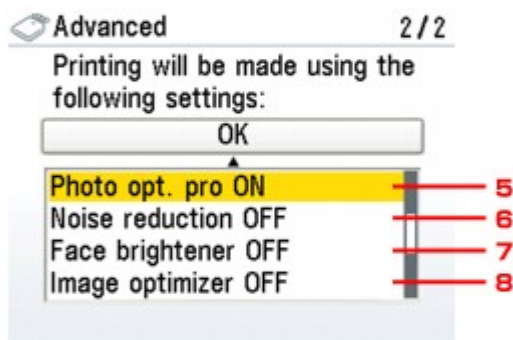 Advanced 2/2
Printing will be made using the
following settings:
OK
Photo opt. pro ON 5
Noise reduction OFF 6
Face brightener OFF 7
Image optimizer OFF 8